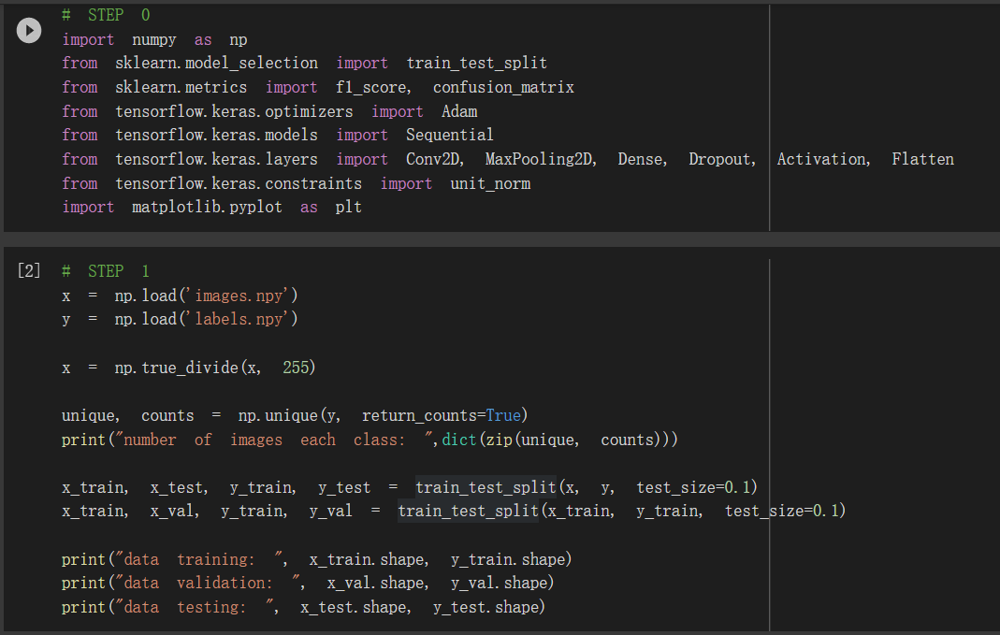 # STEP 0
import numpy as np
from sklearn.model_selection import train_test_split
from sklearn.metrics import f1_score, confusion_matrix
from tensorflow.keras.optimizers import Adam
from tensorflow.keras.models import Sequential
from tensorflow.keras.layers import Conv2D, MaxPooling2D, Dense, Dropout, Activation, Flatten
from tensorflow.keras.constraints import unit_norm
import matplotlib.pyplot as plt
[2] # STEP 1
x = np.load('images.npy')
y = np.load('labels.npy')
x = np.true_divide(x, 255)
unique, counts = np.unique(y, return_counts=True)
print("number of images each class: ",dict(zip(unique, counts)))
x_train, x_test, y_train, y_test = train_test_split(x, y, test_size=0.1)
x_train, x_val, y_train, y_val = train_test_split(x_train, y_train, test_size=0.1)
print("data training: ", x_train.shape, y_train.shape)
print("data validation: ", x_val.shape, y_val.shape)
print("data testing: ", x_test.shape, y_test.shape)